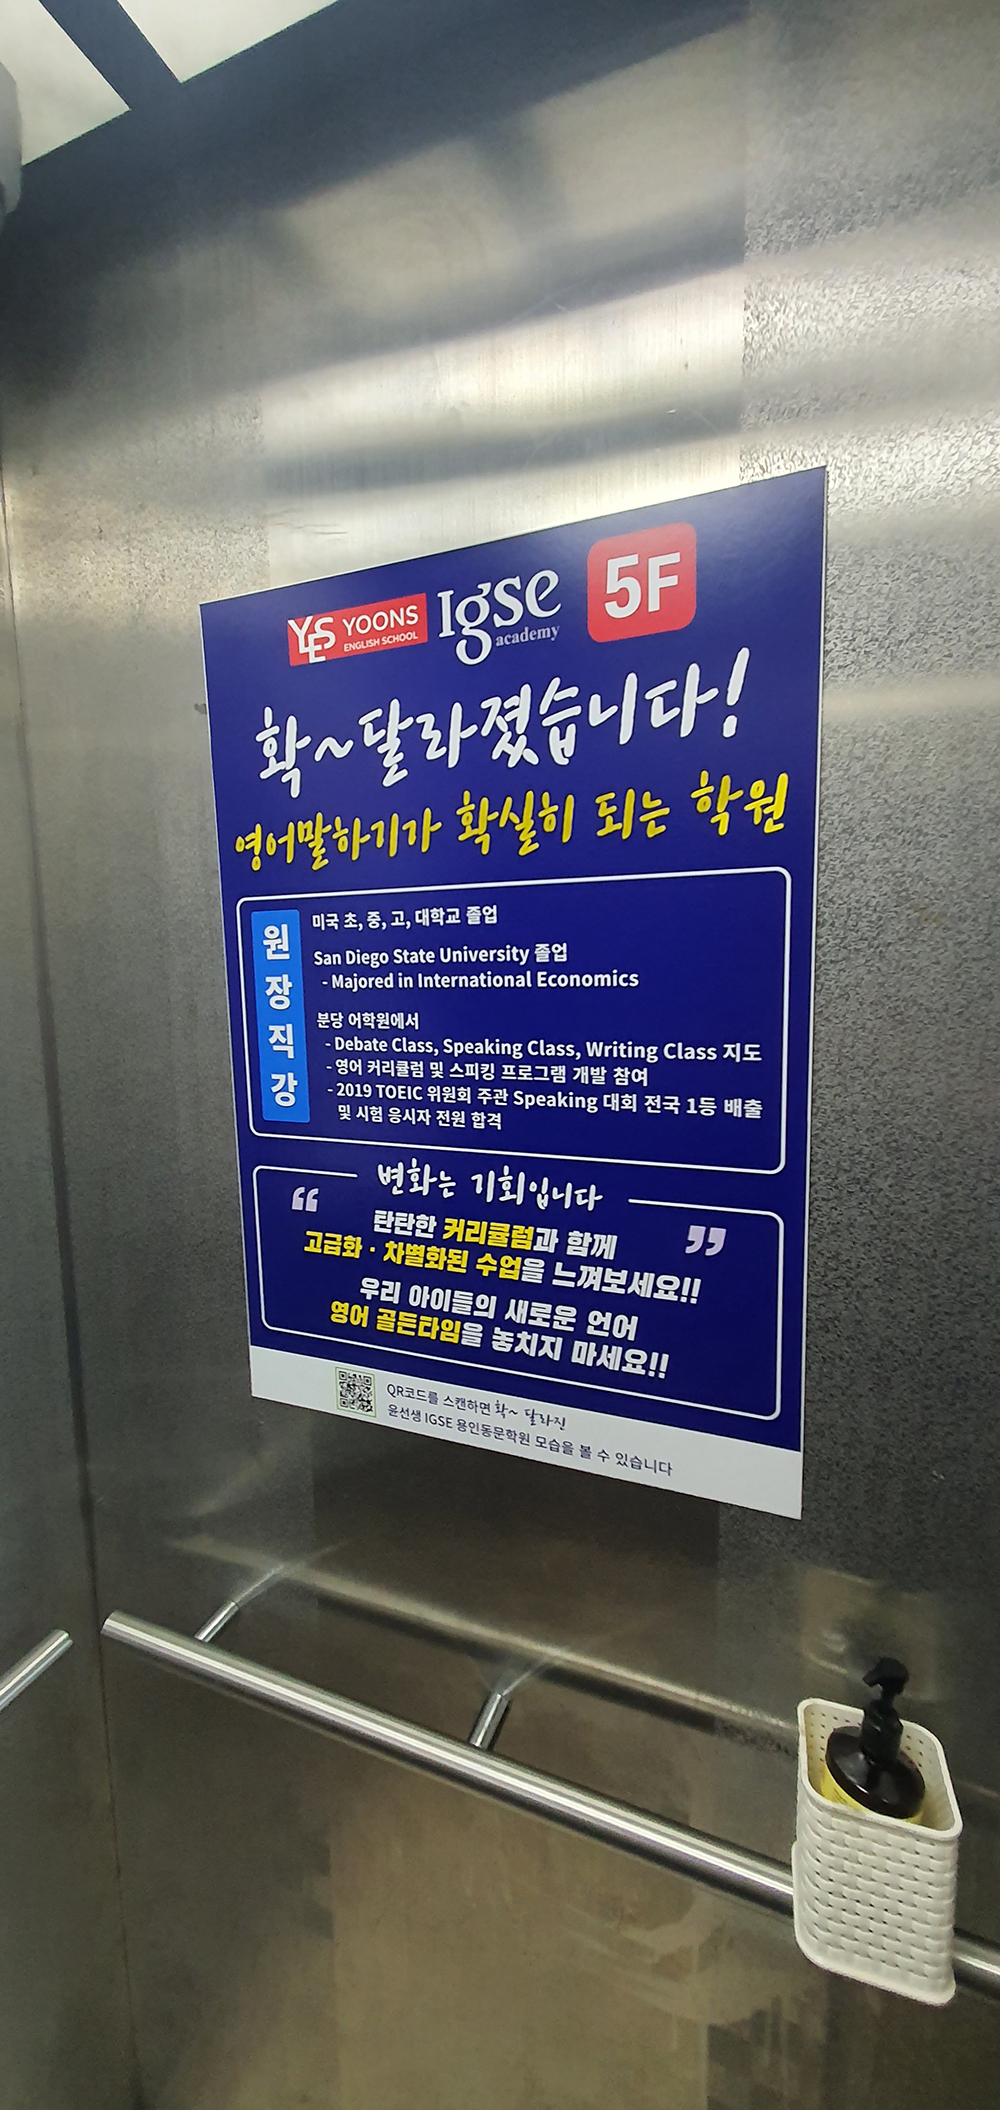 YES YOONS
ENGLISH SCHOOL
Igse
academy
5F
확~달라졌습니다!
영어말하기가 확실히 되는 학원
원장직강
미국 초, 중, 고, 대학교 졸업
San Diego State University 졸업
- Majored in International Economics
분당 어학원에서
- Debate Class, Speaking Class, Writing Class 지도
- 영어 커리큘럼 및 스피킹 프로그램 개발 참여
- 2019 TOEIC 위원회 주관 Speaking 대회 전국 1등 배출
및 시험 응시자 전원 합격
변화는 기회입니다
“ 탄탄한 커리큘럼과 함께 ”
고급화 · 차별화된 수업을 느껴보세요!!
우리 아이들의 새로운 언어
영어 골든타임을 놓치지 마세요!!
QR코드를 스캔하면 확~ 달라진
윤선생 IGSE 용인동문학원 모습을 볼 수 있습니다